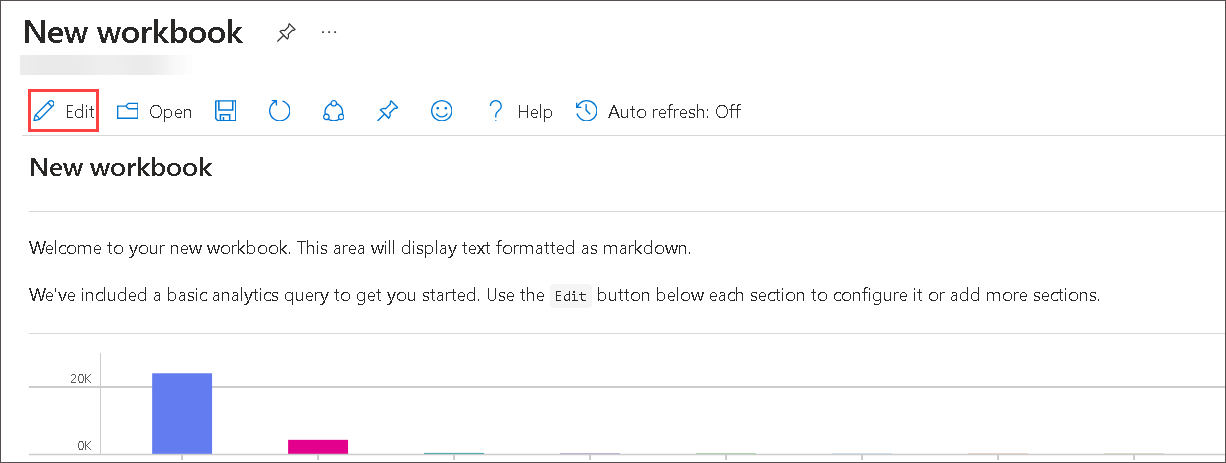 New workbook
Edit Open Help Auto refresh: Off
New workbook
Welcome to your new workbook. This area will display text formatted as markdown.
We've included a basic analytics query to get you started. Use the Edit button below each section to configure it or add more sections.
20K
0K